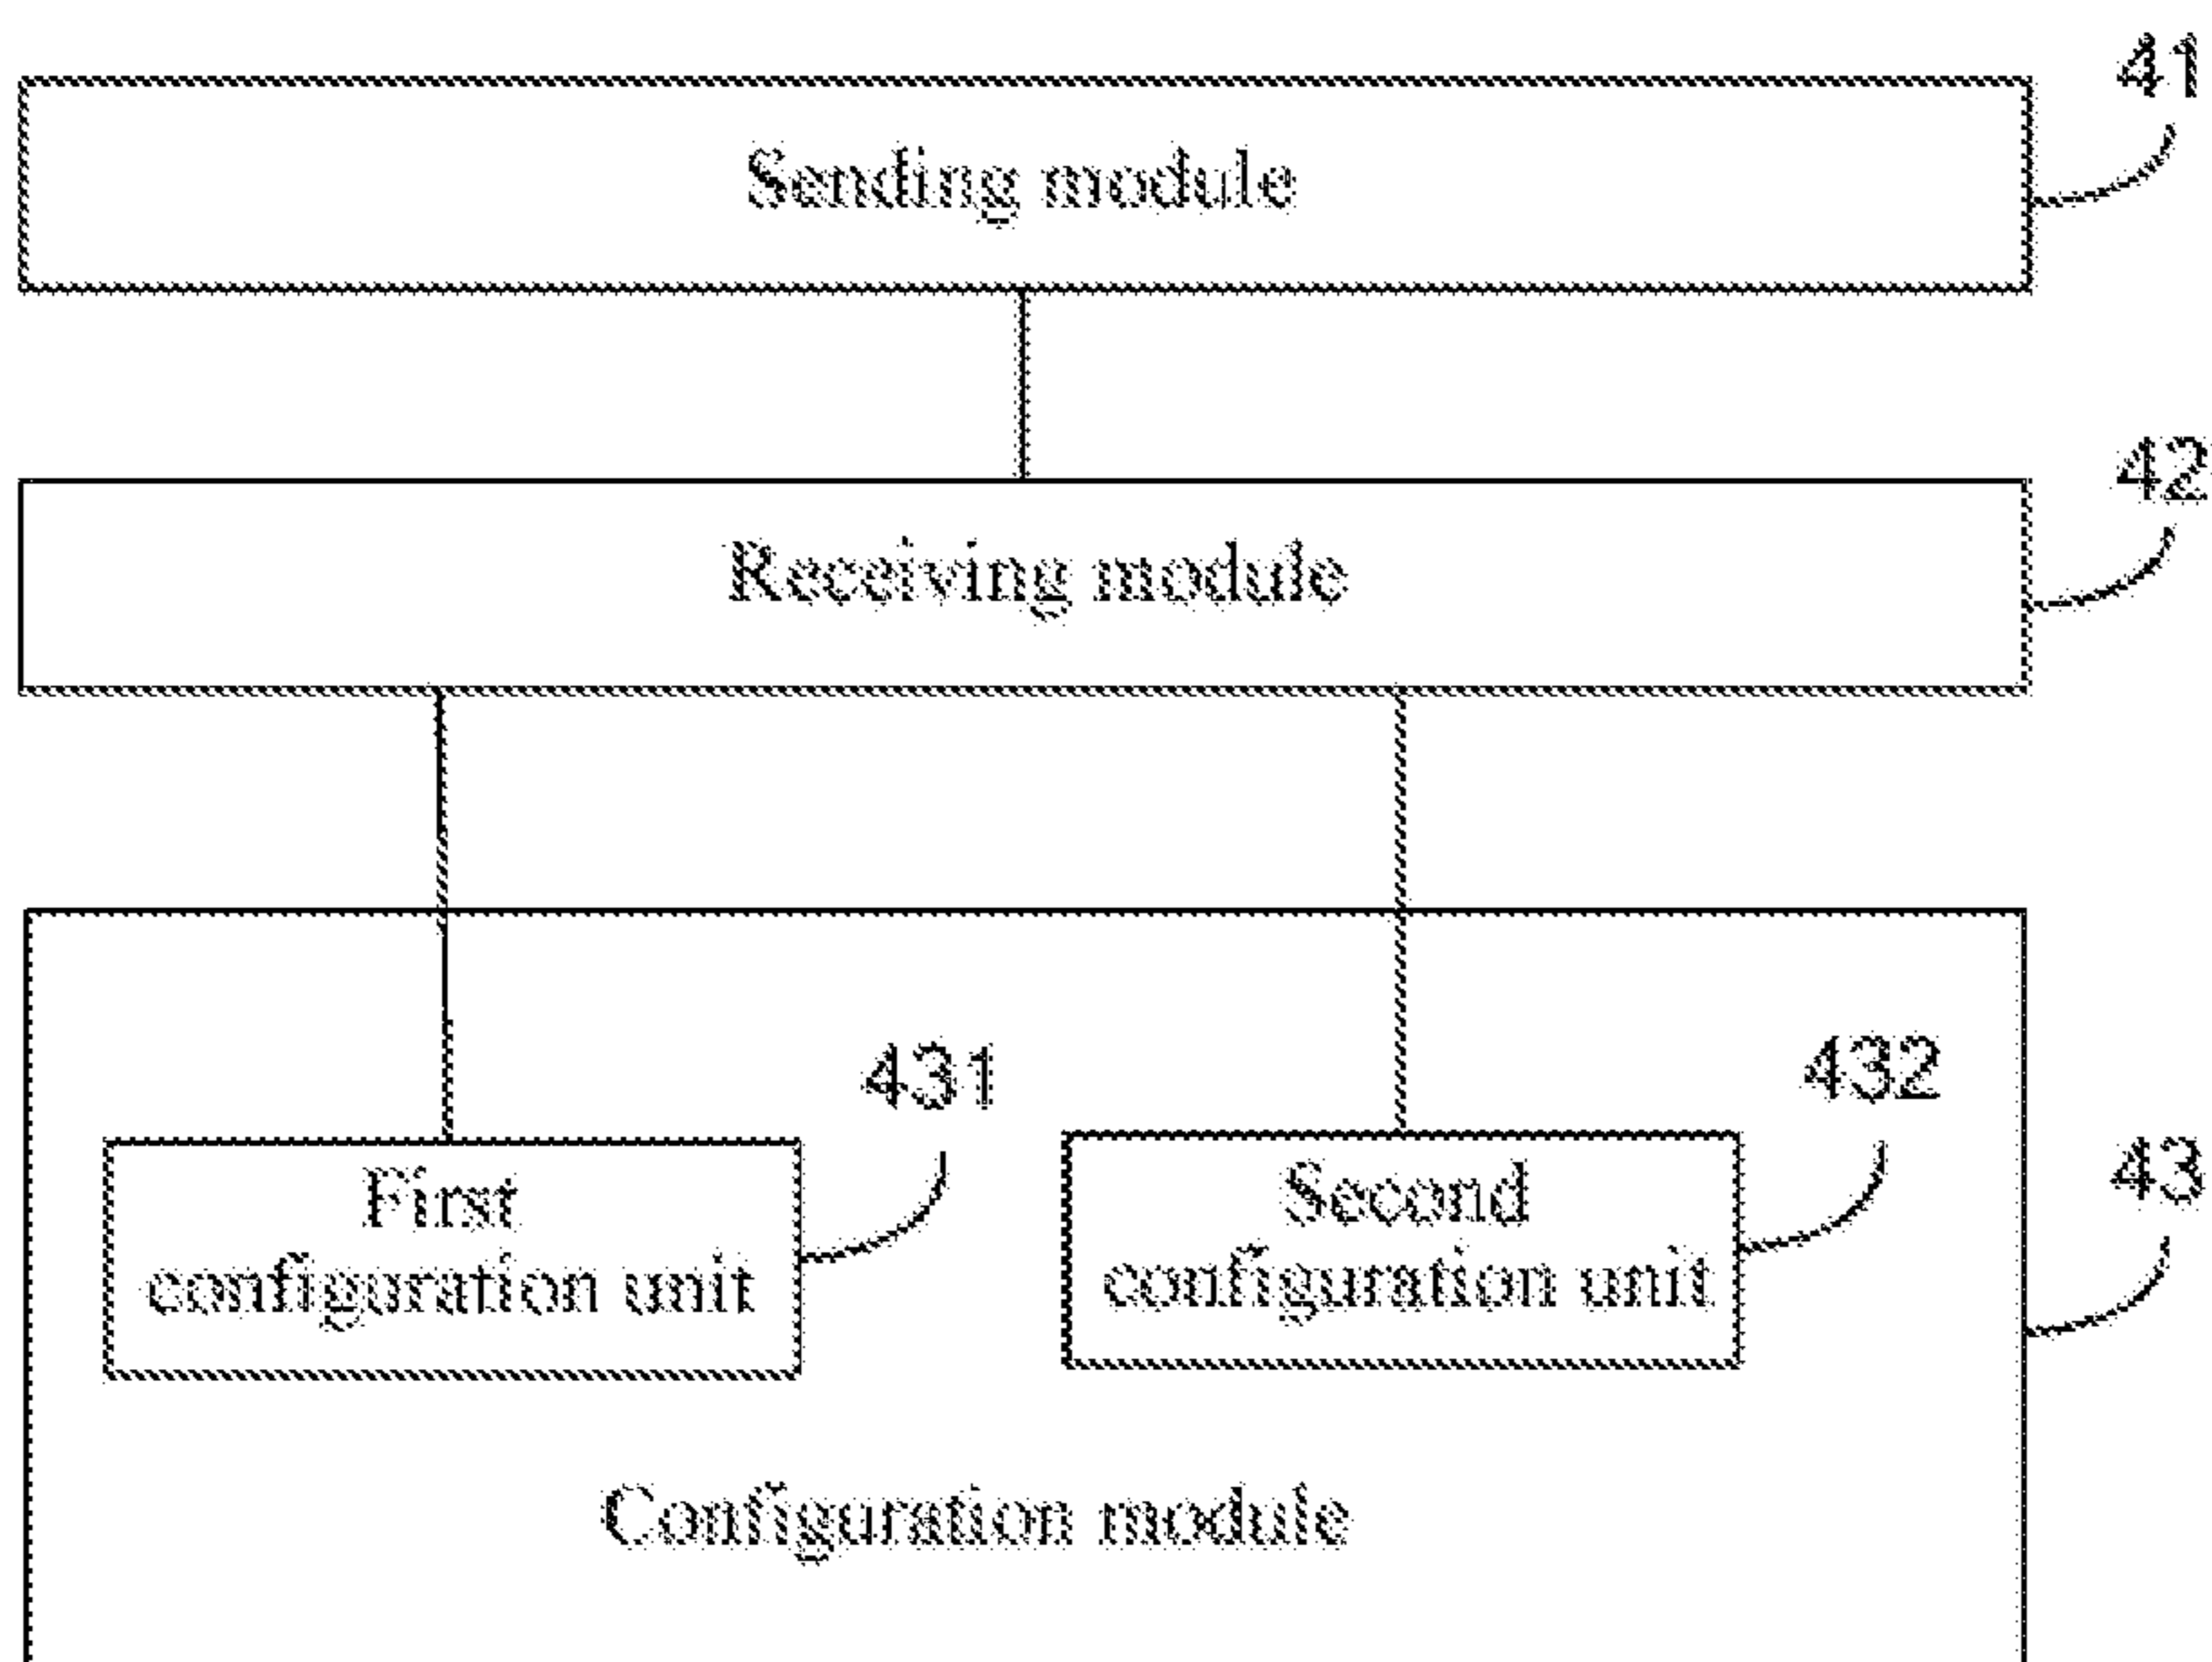 41
Sending module
42
Receiving module
431
432
First
configuration unit
Second
configuration unit
43
Configuration module